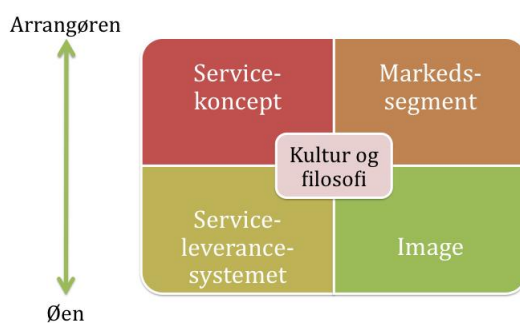 Arrangøren
Service-
koncept
Markeds-
segment
Kultur og
filosofi
Service-
leverance-
systemet
Image
Øen